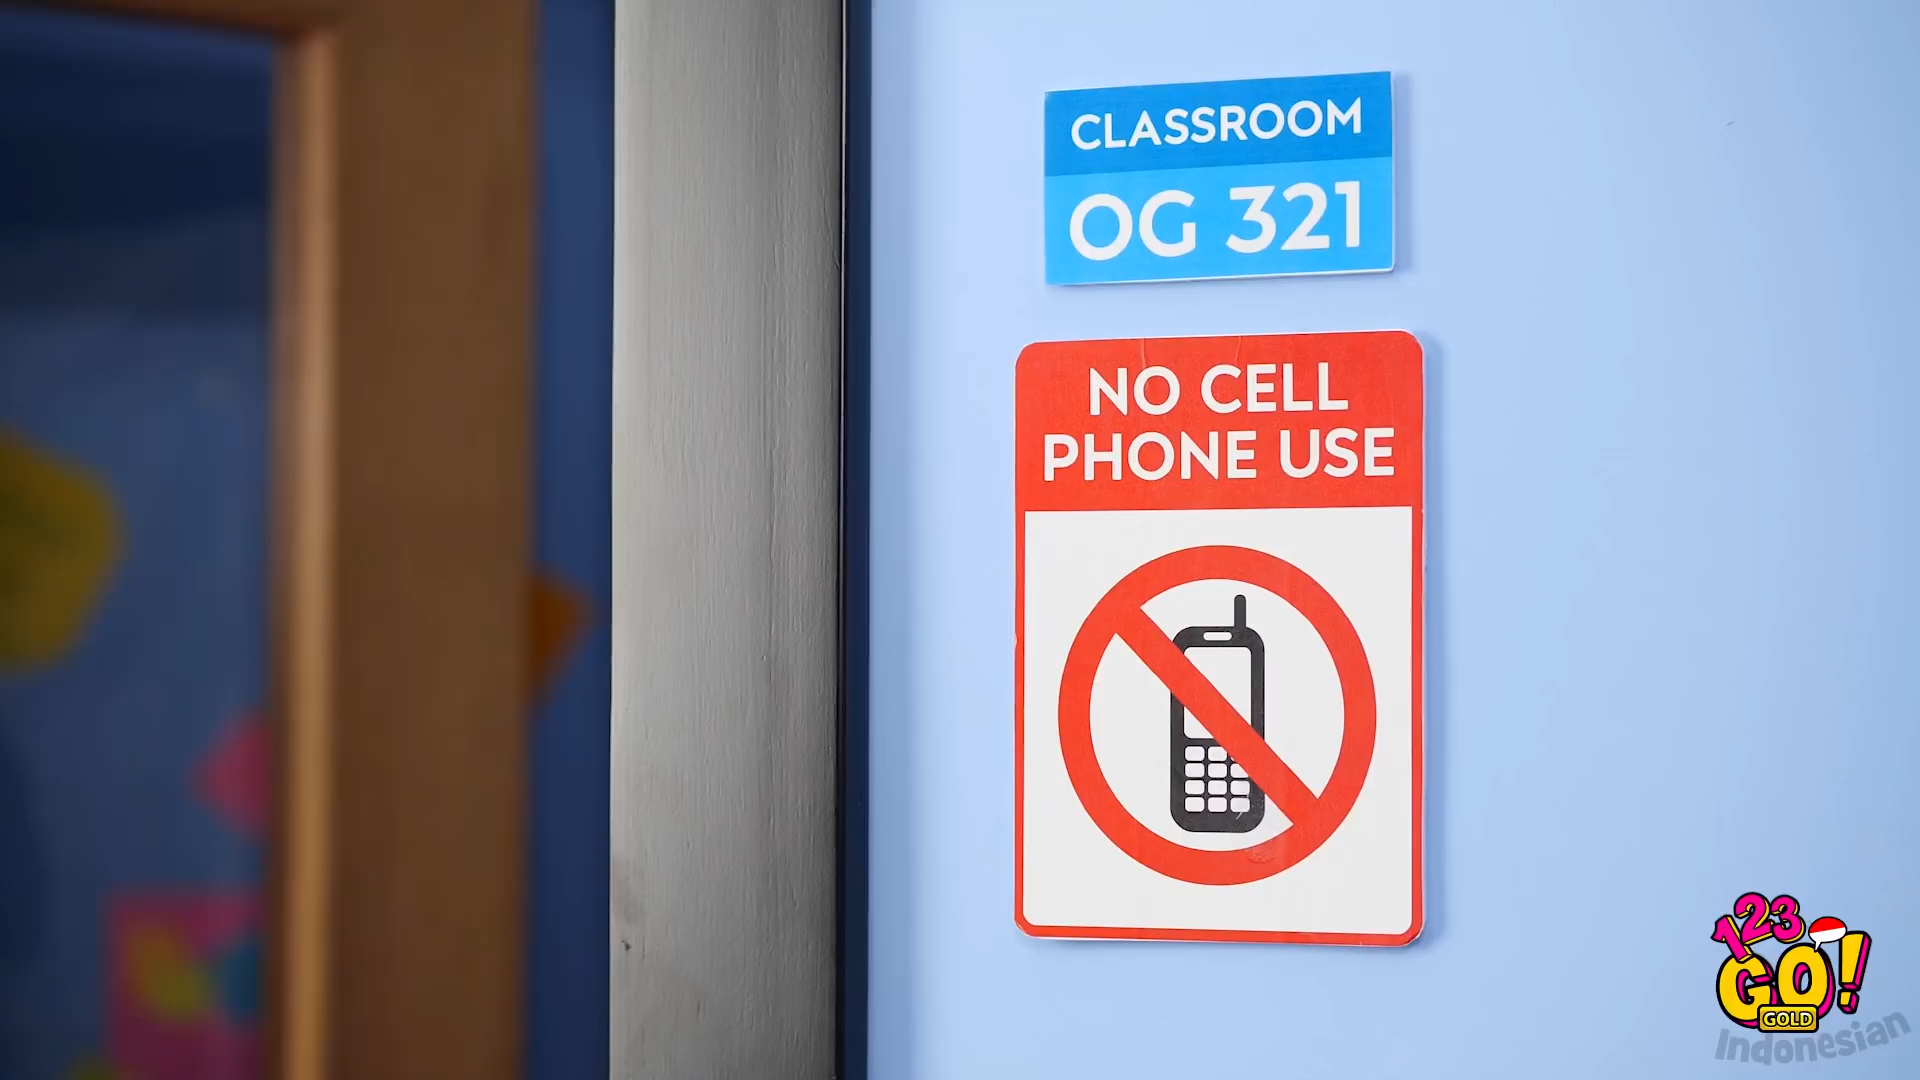 CLASSROOM
OG 321
NO CELL
PHONE USE
123
GO!
GOLD
Indonesian